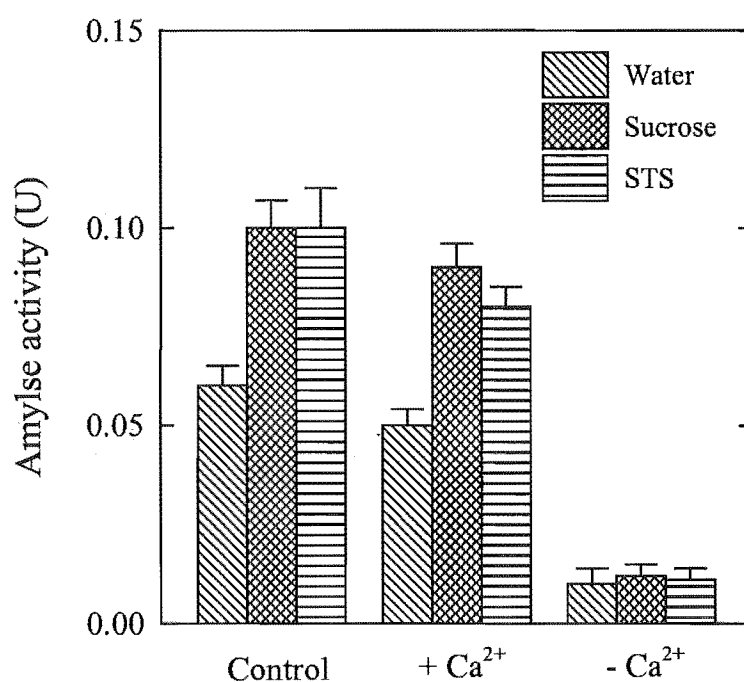 0.15
Water
Sucrose
STS
0.10
Amylse activity (U)
0.05
0.00
Control
+ Ca²⁺
- Ca²⁺